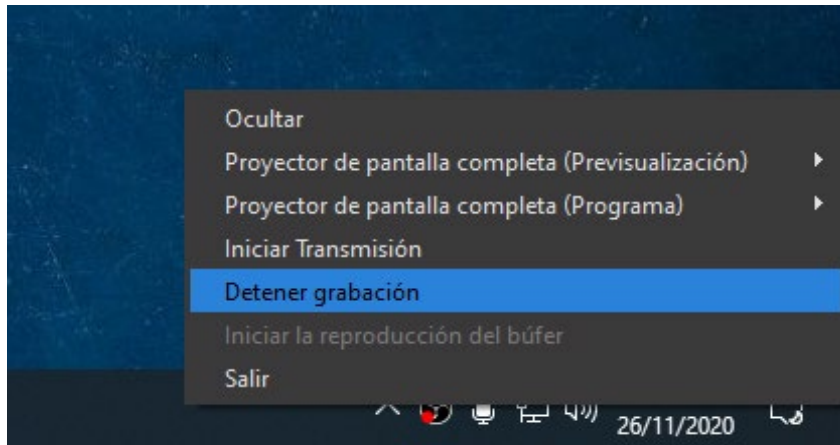 Ocultar
Proyector de pantalla completa (Previsualización)
Proyector de pantalla completa (Programa)
Iniciar Transmisión
Detener grabación
Iniciar la reproducción del búfer
Salir
26/11/2020